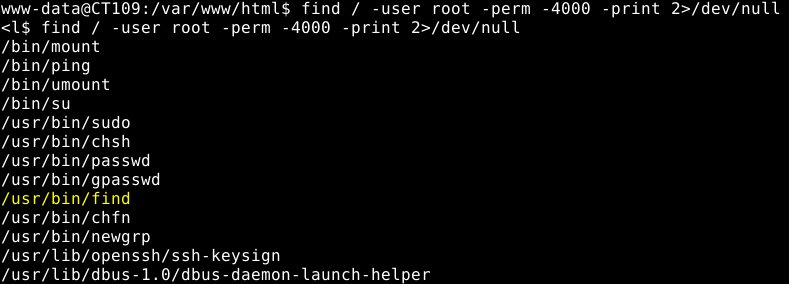 www-data@CT109:/var/www/html$ find / -user root -perm -4000 -print 2>/dev/null
<l$ find / -user root -perm -4000 -print 2>/dev/null
/bin/mount
/bin/ping
/bin/umount
/bin/su
/usr/bin/sudo
/usr/bin/chsh
/usr/bin/passwd
/usr/bin/gpasswd
/usr/bin/find
/usr/bin/chfn
/usr/bin/newgrp
/usr/lib/openssh/ssh-keysign
/usr/lib/dbus-1.0/dbus-daemon-launch-helper